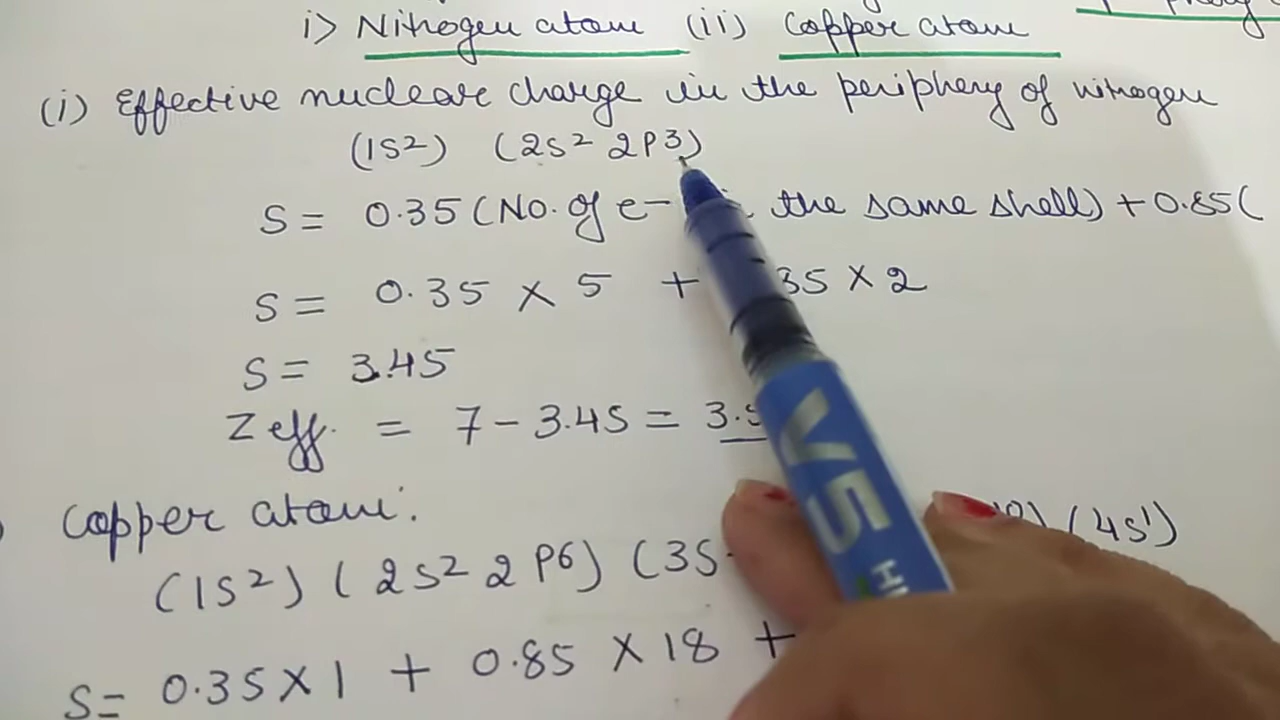 i) Nitrogen atom (ii) Copper atom
(i) Effective nuclear charge in the periphery of nitrogen
(1S2) (2S2 2P3)
S = 0.35 (No. of e- the same shell) + 0.85 (
S = 0.35 × 5 + 35 × 2
S = 3.45
Zeff. = 7 - 3.45 = 3.5
Copper atom:
(1S2) (2S2 2P6) (3S (4S1)
S= 0.35 × 1 + 0.85 × 18 +
V5